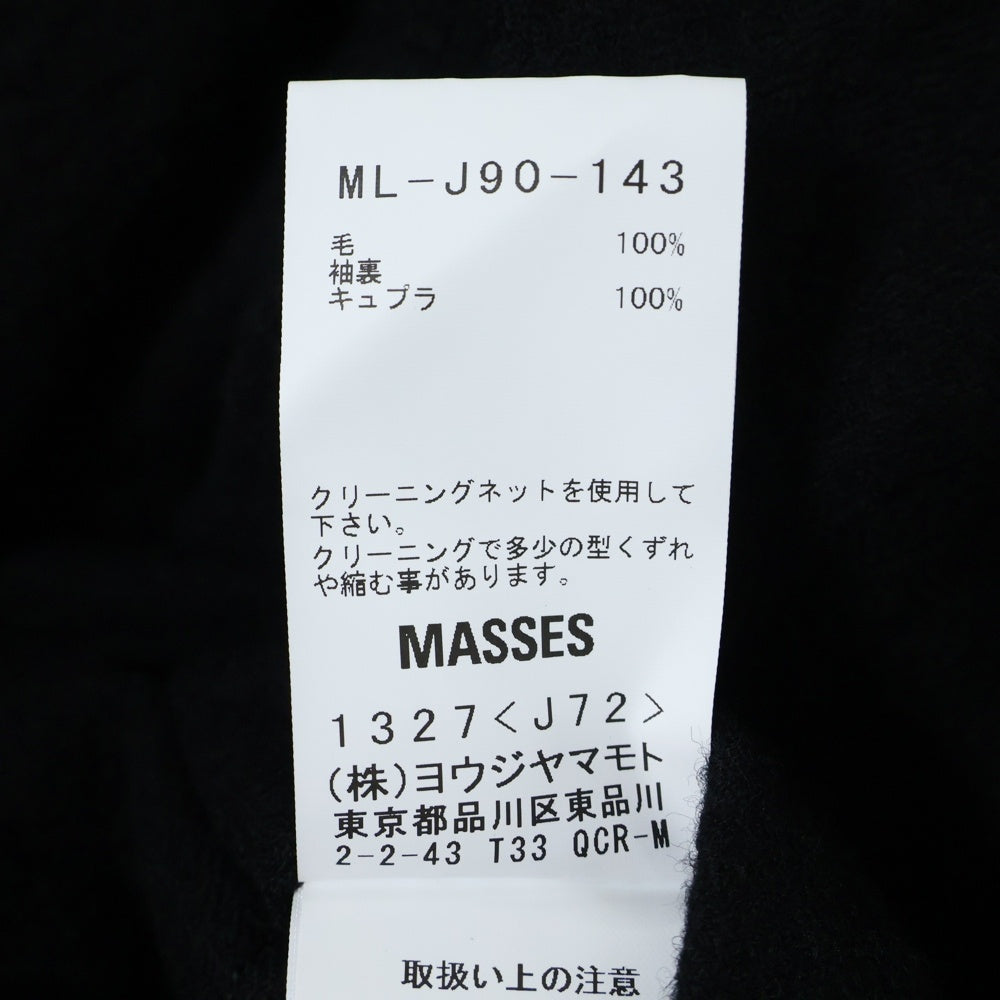 ML-J90-143
毛 100%
袖裏
キュプラ 100%
クリーニングネットを使用して
下さい。
クリーニングで多少の型くずれ
や縮む事があります。
MASSES
1327<J72>
(株)ヨウジヤマモト
東京都品川区東品川
2-2-43 T33 QCR-M
取扱い上の注意